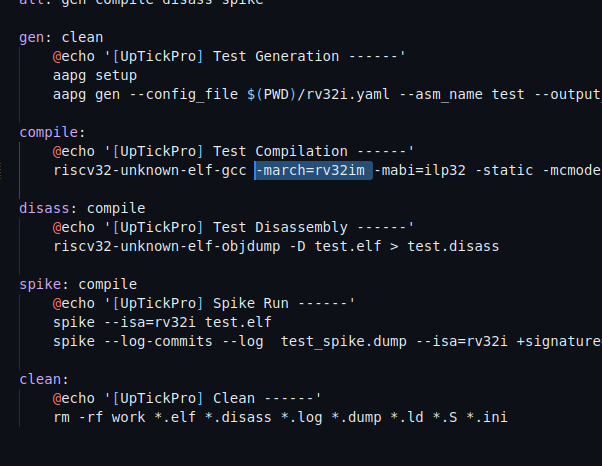 all: gen compile disass spike
gen: clean
@echo '[UpTickPro] Test Generation ------'
aapg setup
aapg gen --config_file $(PWD)/rv32i.yaml --asm_name test --output_
compile:
@echo '[UpTickPro] Test Compilation ------'
riscv32-unknown-elf-gcc -march=rv32im -mabi=ilp32 -static -mcmode
disass: compile
@echo '[UpTickPro] Test Disassembly ------'
riscv32-unknown-elf-objdump -D test.elf > test.disass
spike: compile
@echo '[UpTickPro] Spike Run ------'
spike --isa=rv32i test.elf
spike --log-commits --log  test_spike.dump --isa=rv32i +signature
clean:
@echo '[UpTickPro] Clean ------'
rm -rf work *.elf *.disass *.log *.dump *.ld *.S *.ini